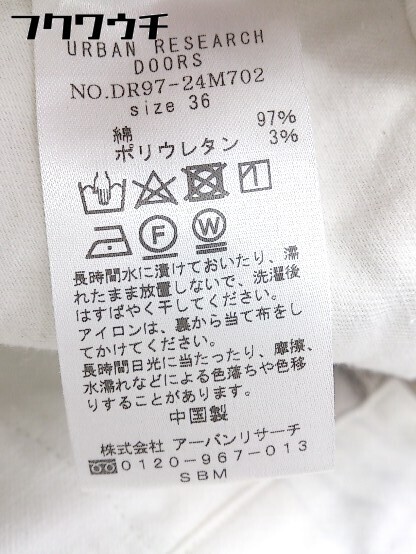 フクワウチ
URBAN RESEARCH
DOORS
NO.DR97-24M702
size 36
綿 97%
ポリウレタン 3%
F W
長時間水に漬けておいたり、濡
れたまま放置しないで、洗濯後
はすばやく干してください。
アイロンは、裏から当て布をし
てかけてください。
長時間日光に当たったり、摩擦、
水濡れなどによる色落ちや色移
りすることがあります。
中国製
株式会社 アーバンリサーチ
0120-967-013
SBM